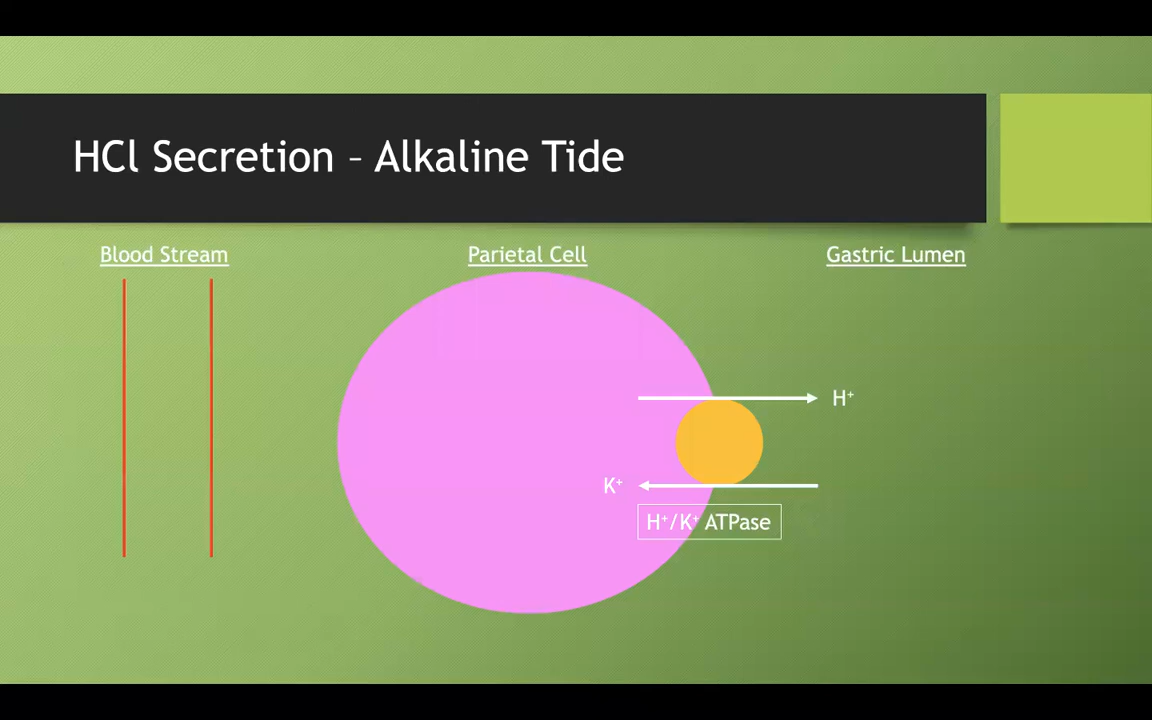 HCl Secretion – Alkaline Tide
Blood Stream
Parietal Cell
Gastric Lumen
H⁺
K⁺
H⁺/K⁺ ATPase